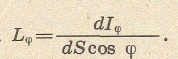 L_φ = dI_φ / dS cos φ .